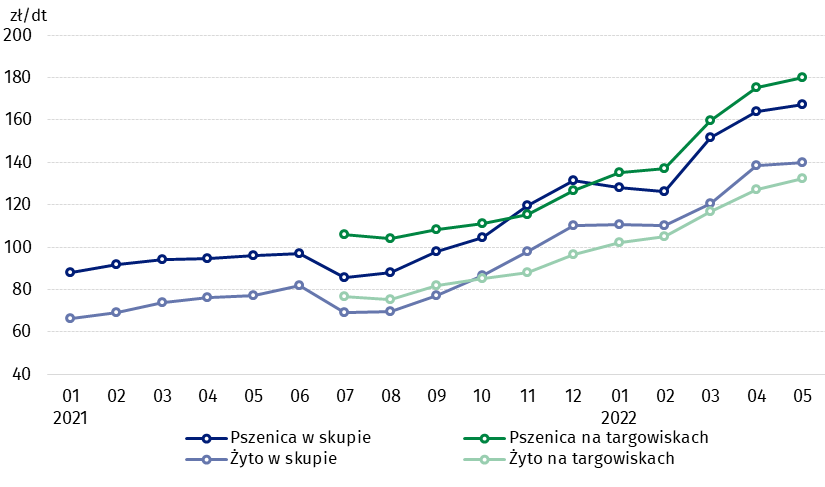 zł/dt
200
180
160
140
120
100
80
60
40
01 02 03 04 05 06 07 08 09 10 11 12 01 02 03 04 05
2021 2022
Pszenica w skupie Pszenica na targowiskach
Żyto w skupie Żyto na targowiskach